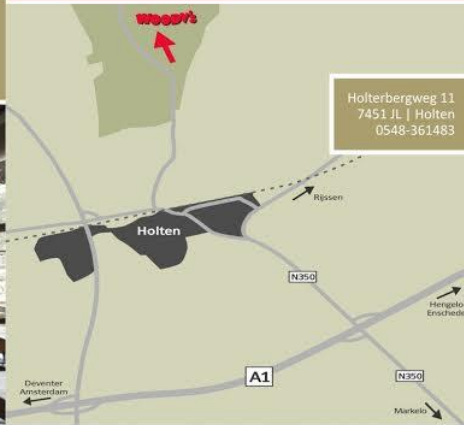 WOODY's
Holterbergweg 11
7451 JL | Holten
0548-361483
Rijssen
Holten
N350
Hengelo
Enschede
A1
N350
Deventer
Amsterdam
Markelo